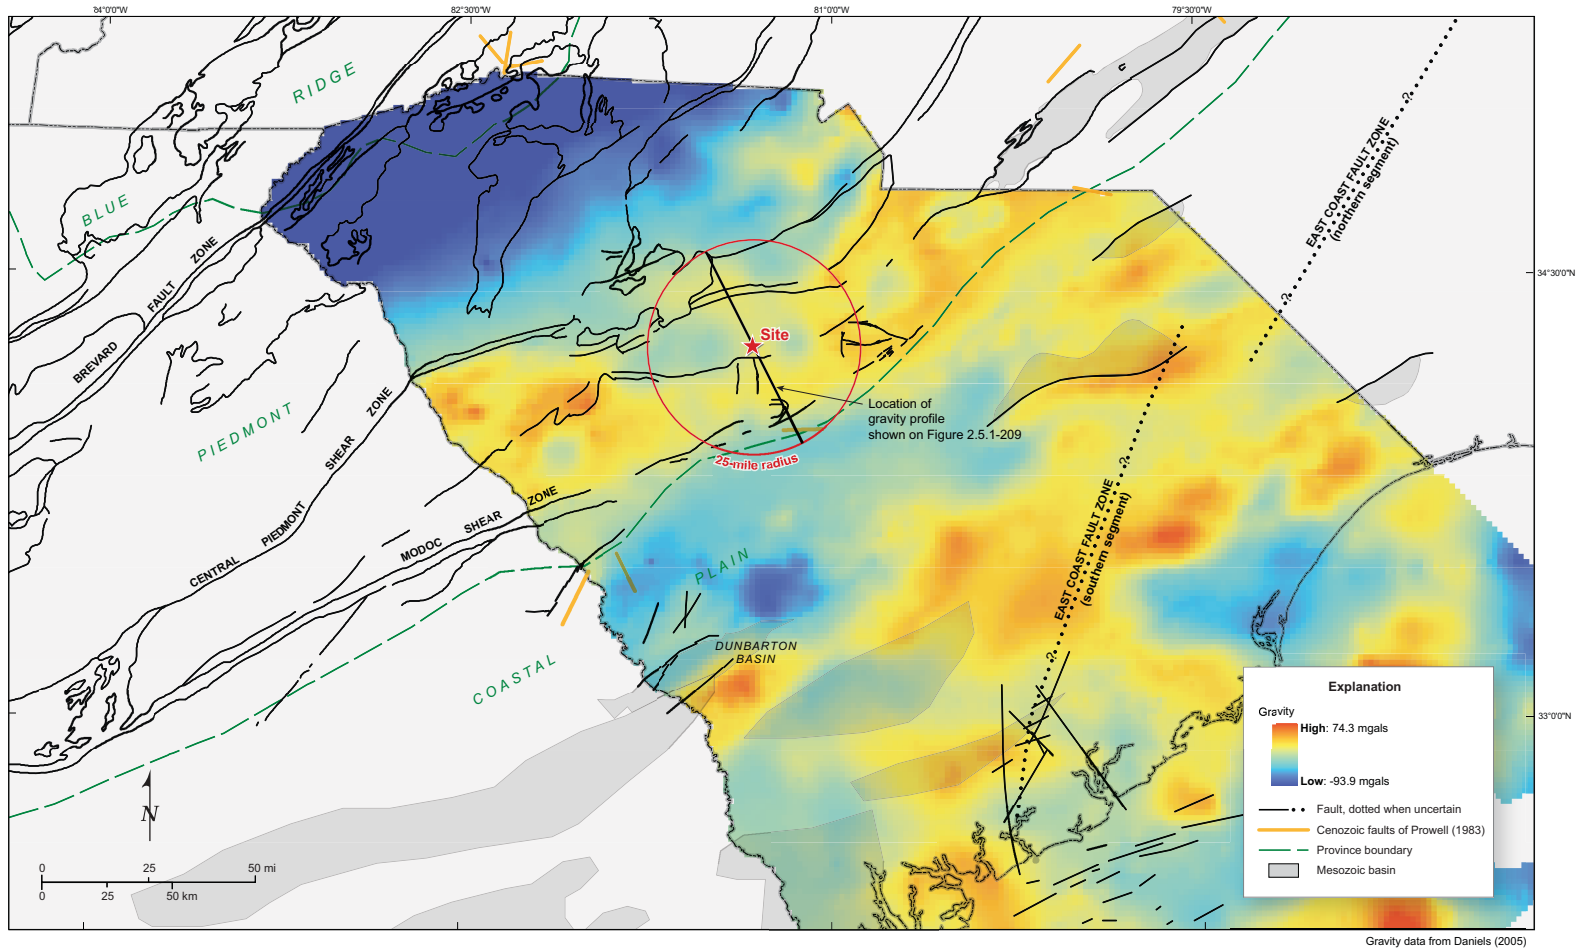 84°0'0"W
82°30'0"W
81°0'0"W
79°30'0"W
RIDGE
BLUE
BREVARD FAULT ZONE
PIEDMONT
CENTRAL PIEDMONT SHEAR ZONE
MODOC SHEAR ZONE
COASTAL
PLAIN
Site
25-mile radius
Location of
gravity profile
shown on Figure 2.5.1-209
DUNBARTON
BASIN
EAST COAST FAULT ZONE
(northern segment)
?
?
EAST COAST FAULT ZONE
(southern segment)
?
?
34°30'0"N
33°0'0"N
N
0 25 50 mi
0 25 50 km
Explanation
Gravity
High: 74.3 mgals
Low: -93.9 mgals
Fault, dotted when uncertain
Cenozoic faults of Prowell (1983)
Province boundary
Mesozoic basin
Gravity data from Daniels (2005)